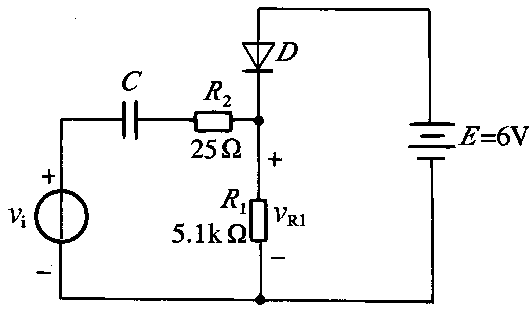 D
C
R₂
25Ω
+
E=6V
+
vᵢ
R₁
vR1
5.1kΩ
−
−